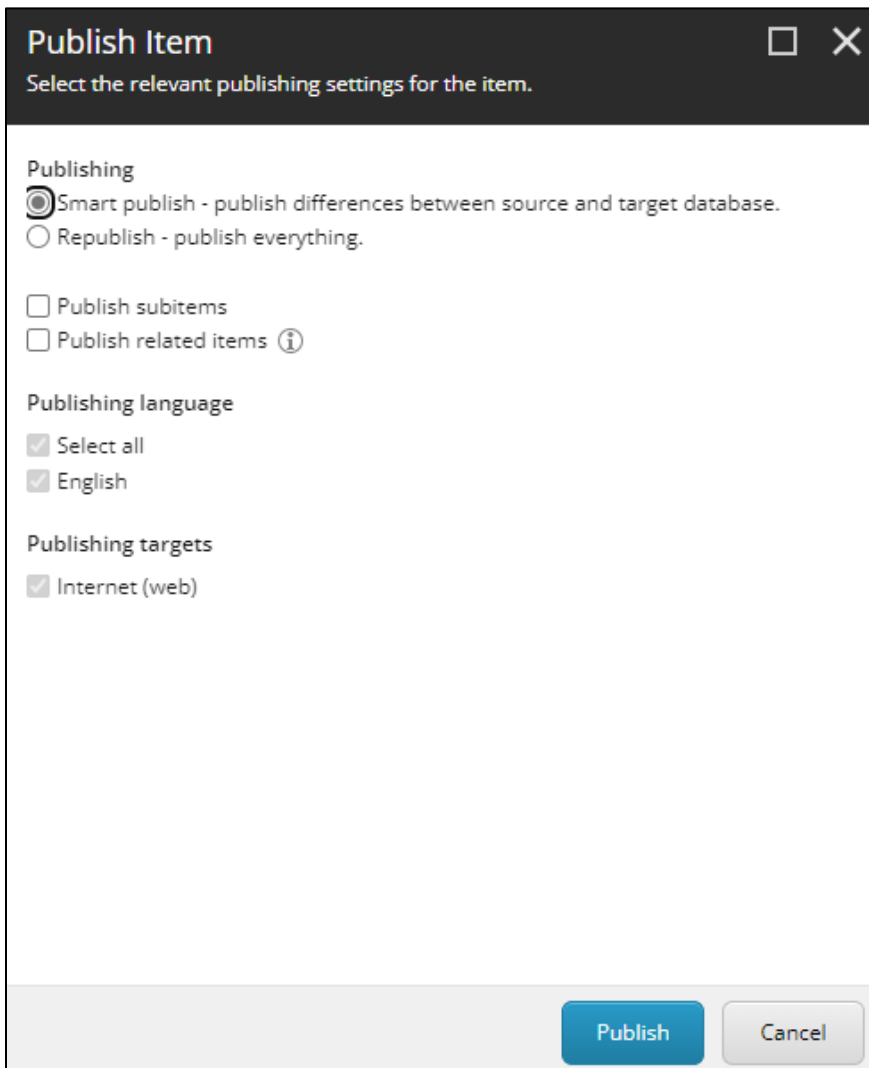 Publish Item
Select the relevant publishing settings for the item.
Publishing
Smart publish - publish differences between source and target database.
Republish - publish everything.
Publish subitems
Publish related items
Publishing language
Select all
English
Publishing targets
Internet (web)
Publish
Cancel